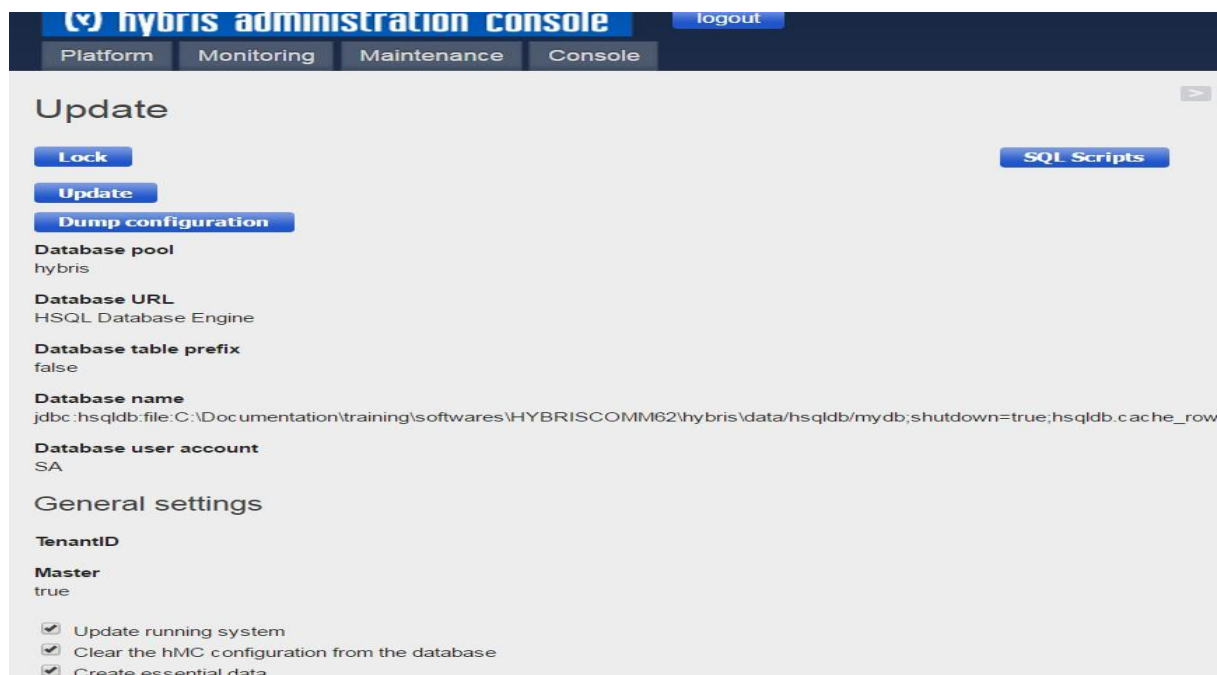 (y) hybris administration console logout
Platform Monitoring Maintenance Console
>
Update
Lock SQL Scripts
Update
Dump configuration
Database pool
hybris
Database URL
HSQL Database Engine
Database table prefix
false
Database name
jdbc:hsqldb:file:C:\Documentation\training\softwares\HYBRISCOMM62\hybris\data/hsqldb/mydb;shutdown=true;hsqldb.cache_row
Database user account
SA
General settings
TenantID
Master
true
Update running system
Clear the hMC configuration from the database
Create essential data